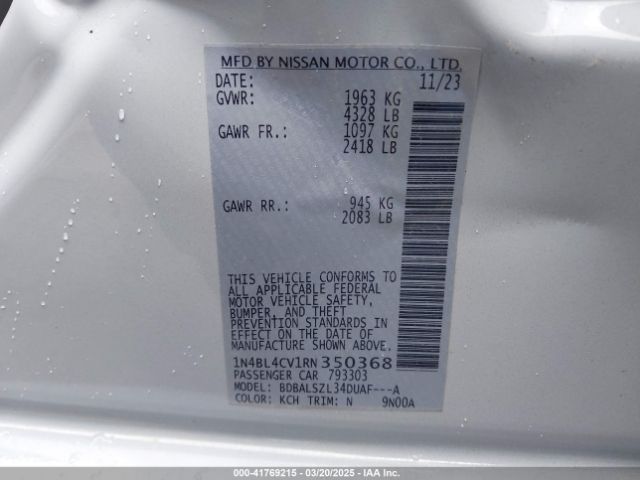 MFD BY NISSAN MOTOR CO., LTD.
DATE: 11/23
GVWR: 1963 KG
4328 LB
GAWR FR.: 1097 KG
2418 LB
GAWR RR.: 945 KG
2083 LB
THIS VEHICLE CONFORMS TO
ALL APPLICABLE FEDERAL
MOTOR VEHICLE SAFETY,
BUMPER, AND THEFT
PREVENTION STANDARDS IN
EFFECT ON THE DATE OF
MANUFACTURE SHOWN ABOVE.
1N4BL4CV1RN350368
PASSENGER CAR 793303
MODEL: BDBALSZL34DUAF---A
COLOR: KCH TRIM: N 9N00A
000-41769215 - 03/20/2025 - IAA Inc.